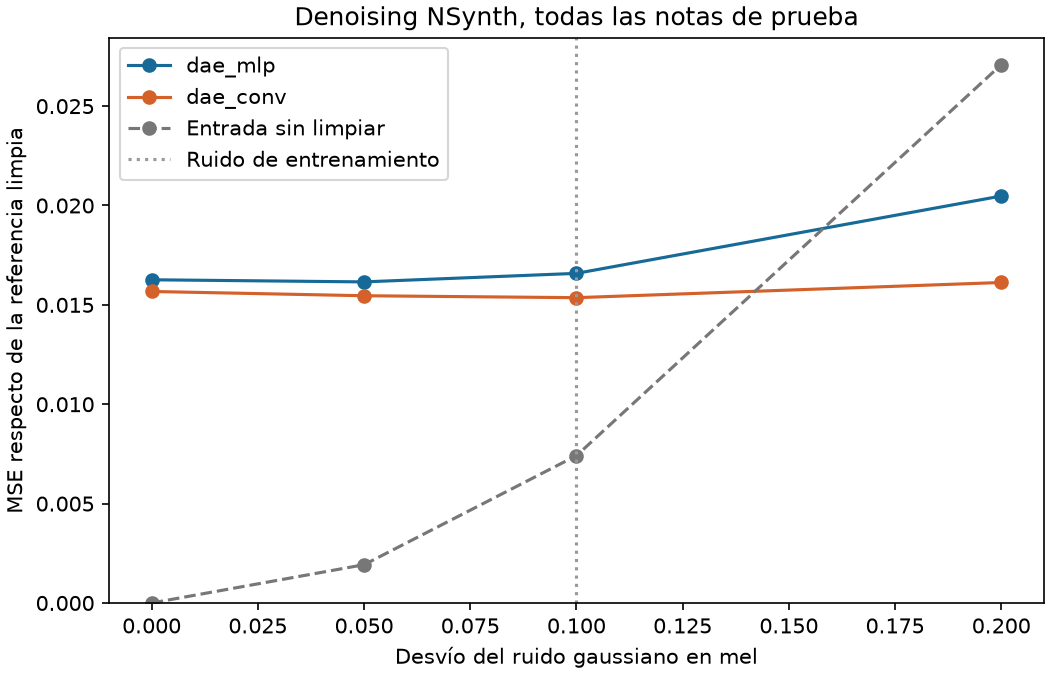 Denoising NSynth, todas las notas de prueba
dae_mlp
dae_conv
Entrada sin limpiar
Ruido de entrenamiento
MSE respecto de la referencia limpia
0.025
0.020
0.015
0.010
0.005
0.000
0.000 0.025 0.050 0.075 0.100 0.125 0.150 0.175 0.200
Desvío del ruido gaussiano en mel